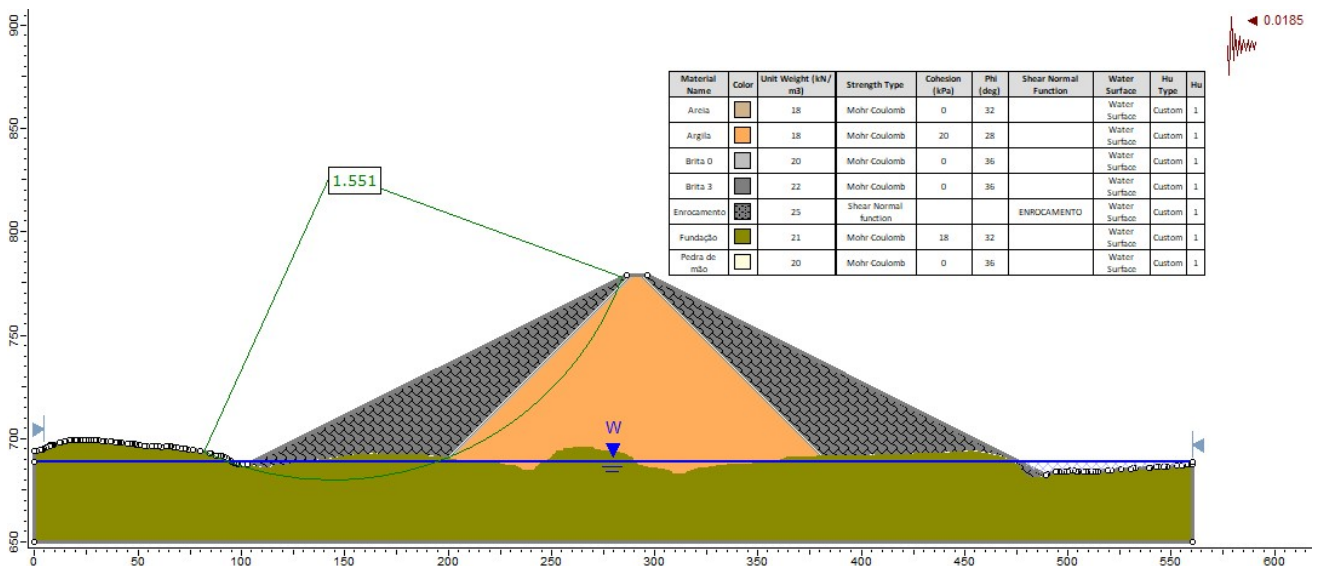 0.0185
900
850
800
750
700
650
Material Name Color Unit Weight (kN/m3) Strength Type Cohesion (kPa) Phi (deg) Shear Normal Function Water Surface Hu Type Hu
Areia 18 Mohr Coulomb 0 32 Water Surface Custom 1
Argila 18 Mohr Coulomb 20 28 Water Surface Custom 1
Brita 0 20 Mohr Coulomb 0 36 Water Surface Custom 1
Brita 3 22 Mohr Coulomb 0 36 Water Surface Custom 1
Enrocamento 25 Shear Normal function ENROCAMENTO Water Surface Custom 1
Fundação 21 Mohr Coulomb 18 32 Water Surface Custom 1
Pedra de mão 20 Mohr Coulomb 0 36 Water Surface Custom 1
1.551
W
0 50 100 150 200 250 300 350 400 450 500 550 600